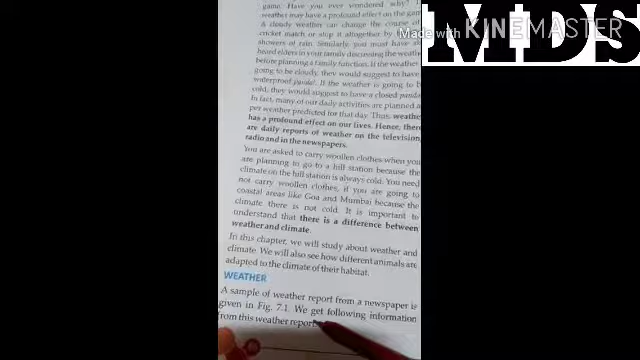 game. Have you ever wondered why?
weather may have a profound effect on the gam
A cloudy weather can change the course of
cricket match or stop it altogether by
showers of rain. Similarly, you must have al
heard elders in your family discussing the weath
before planning a family function. If the weather
going to be cloudy, they would suggest to have
waterproof If the weather is going to b
cold, they would suggest to have a closed
In fact, many of our daily activities are planned a
per weather predicted for that day. Thus, weathe
has a profound effect on our lives. Hence, ther
are daily reports of weather on the television
radio and in the newspapers.
You are asked to carry woollen clothes when you
are planning to go to a hill station because the
climate on the hill station is always cold. You need
not carry woollen clothes, if you are going to
coastal areas like Goa and Mumbai because the
climate there is not cold. It is important to
understand that there is a difference between
weather and climate.
In this chapter, we will study about weather and
climate. We will also see how different animals are
adapted to the climate of their habitat.
WEATHER
A sample of weather report from a newspaper is
given in Fig. 7.1. We get following information
from this weather report
MDS
Made with KINEMASTER